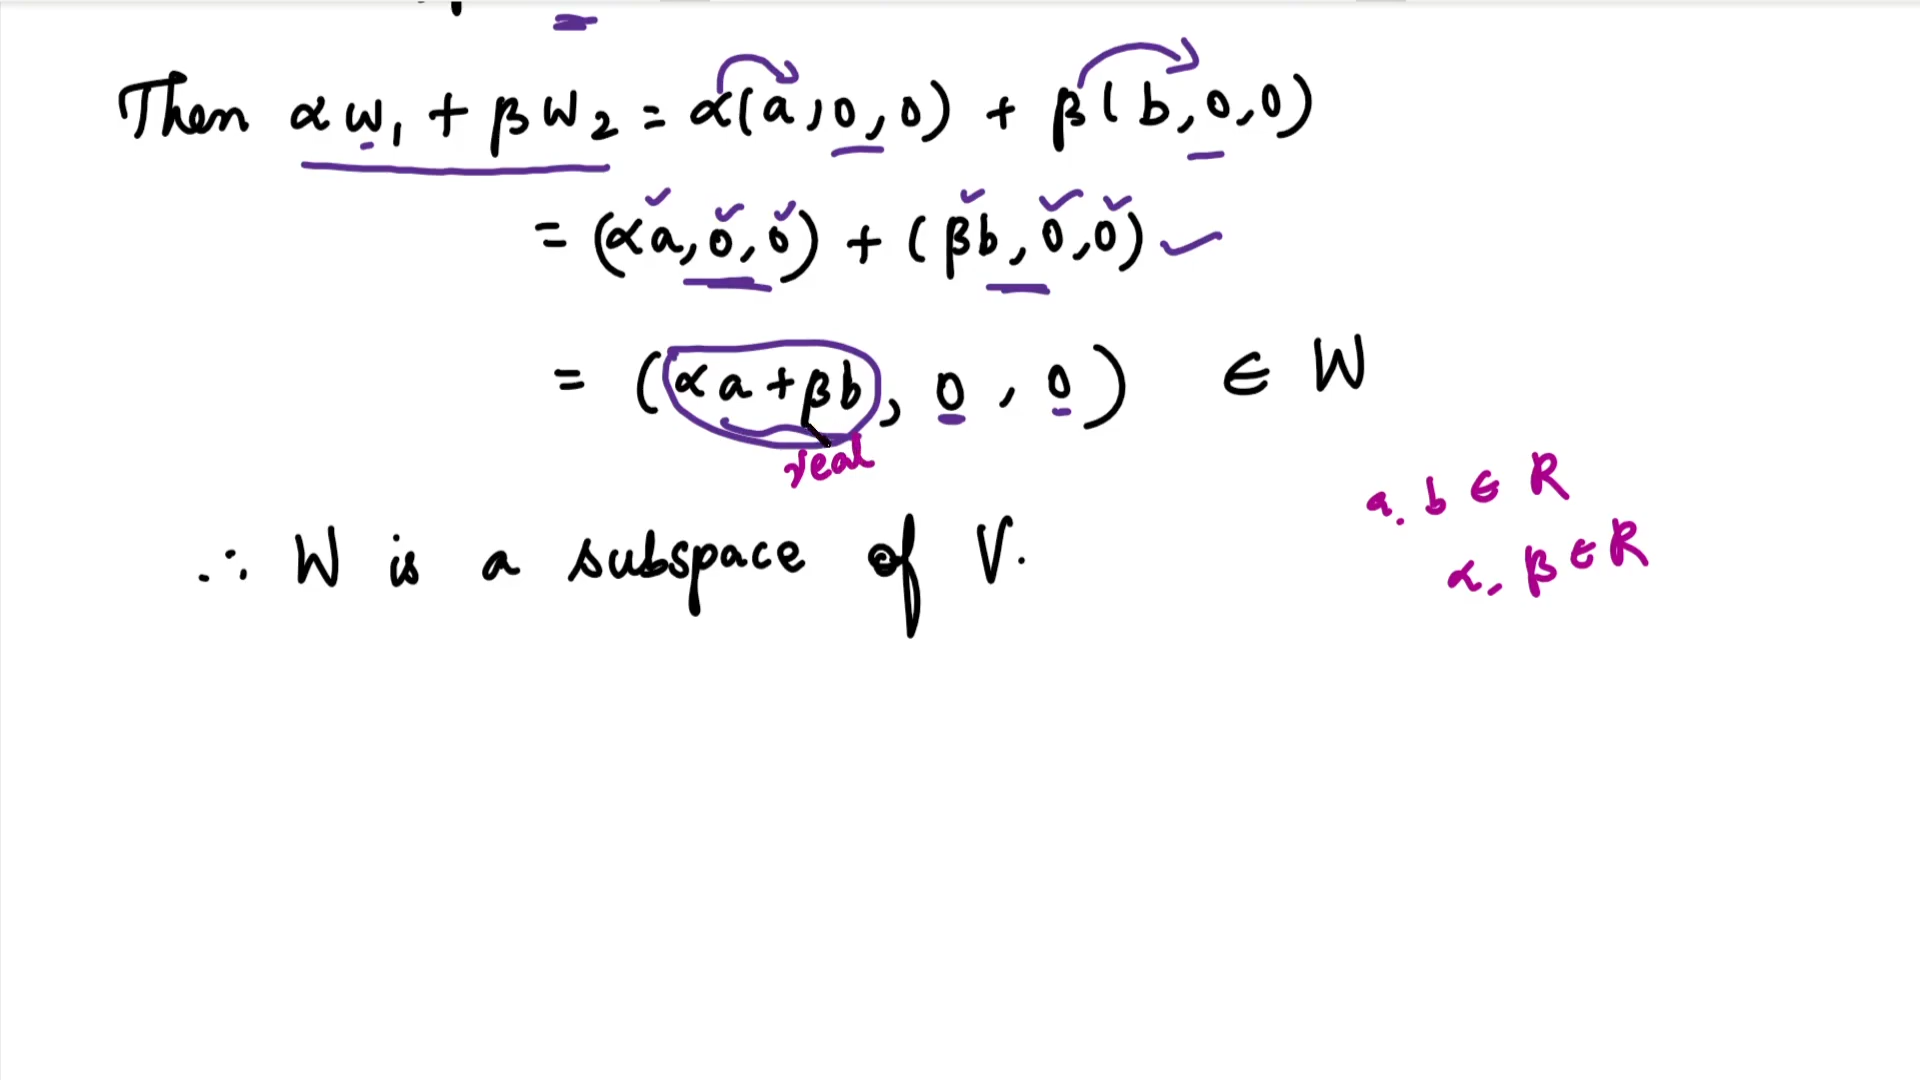 Then αw₁ + βw₂ = α(a,0,0) + β(b,0,0)
= (αa,0,0) + (βb,0,0)
= (αa+βb, 0, 0) ∈ W
real
a, b ∈ R
α, β ∈ R
∴ W is a subspace of V.